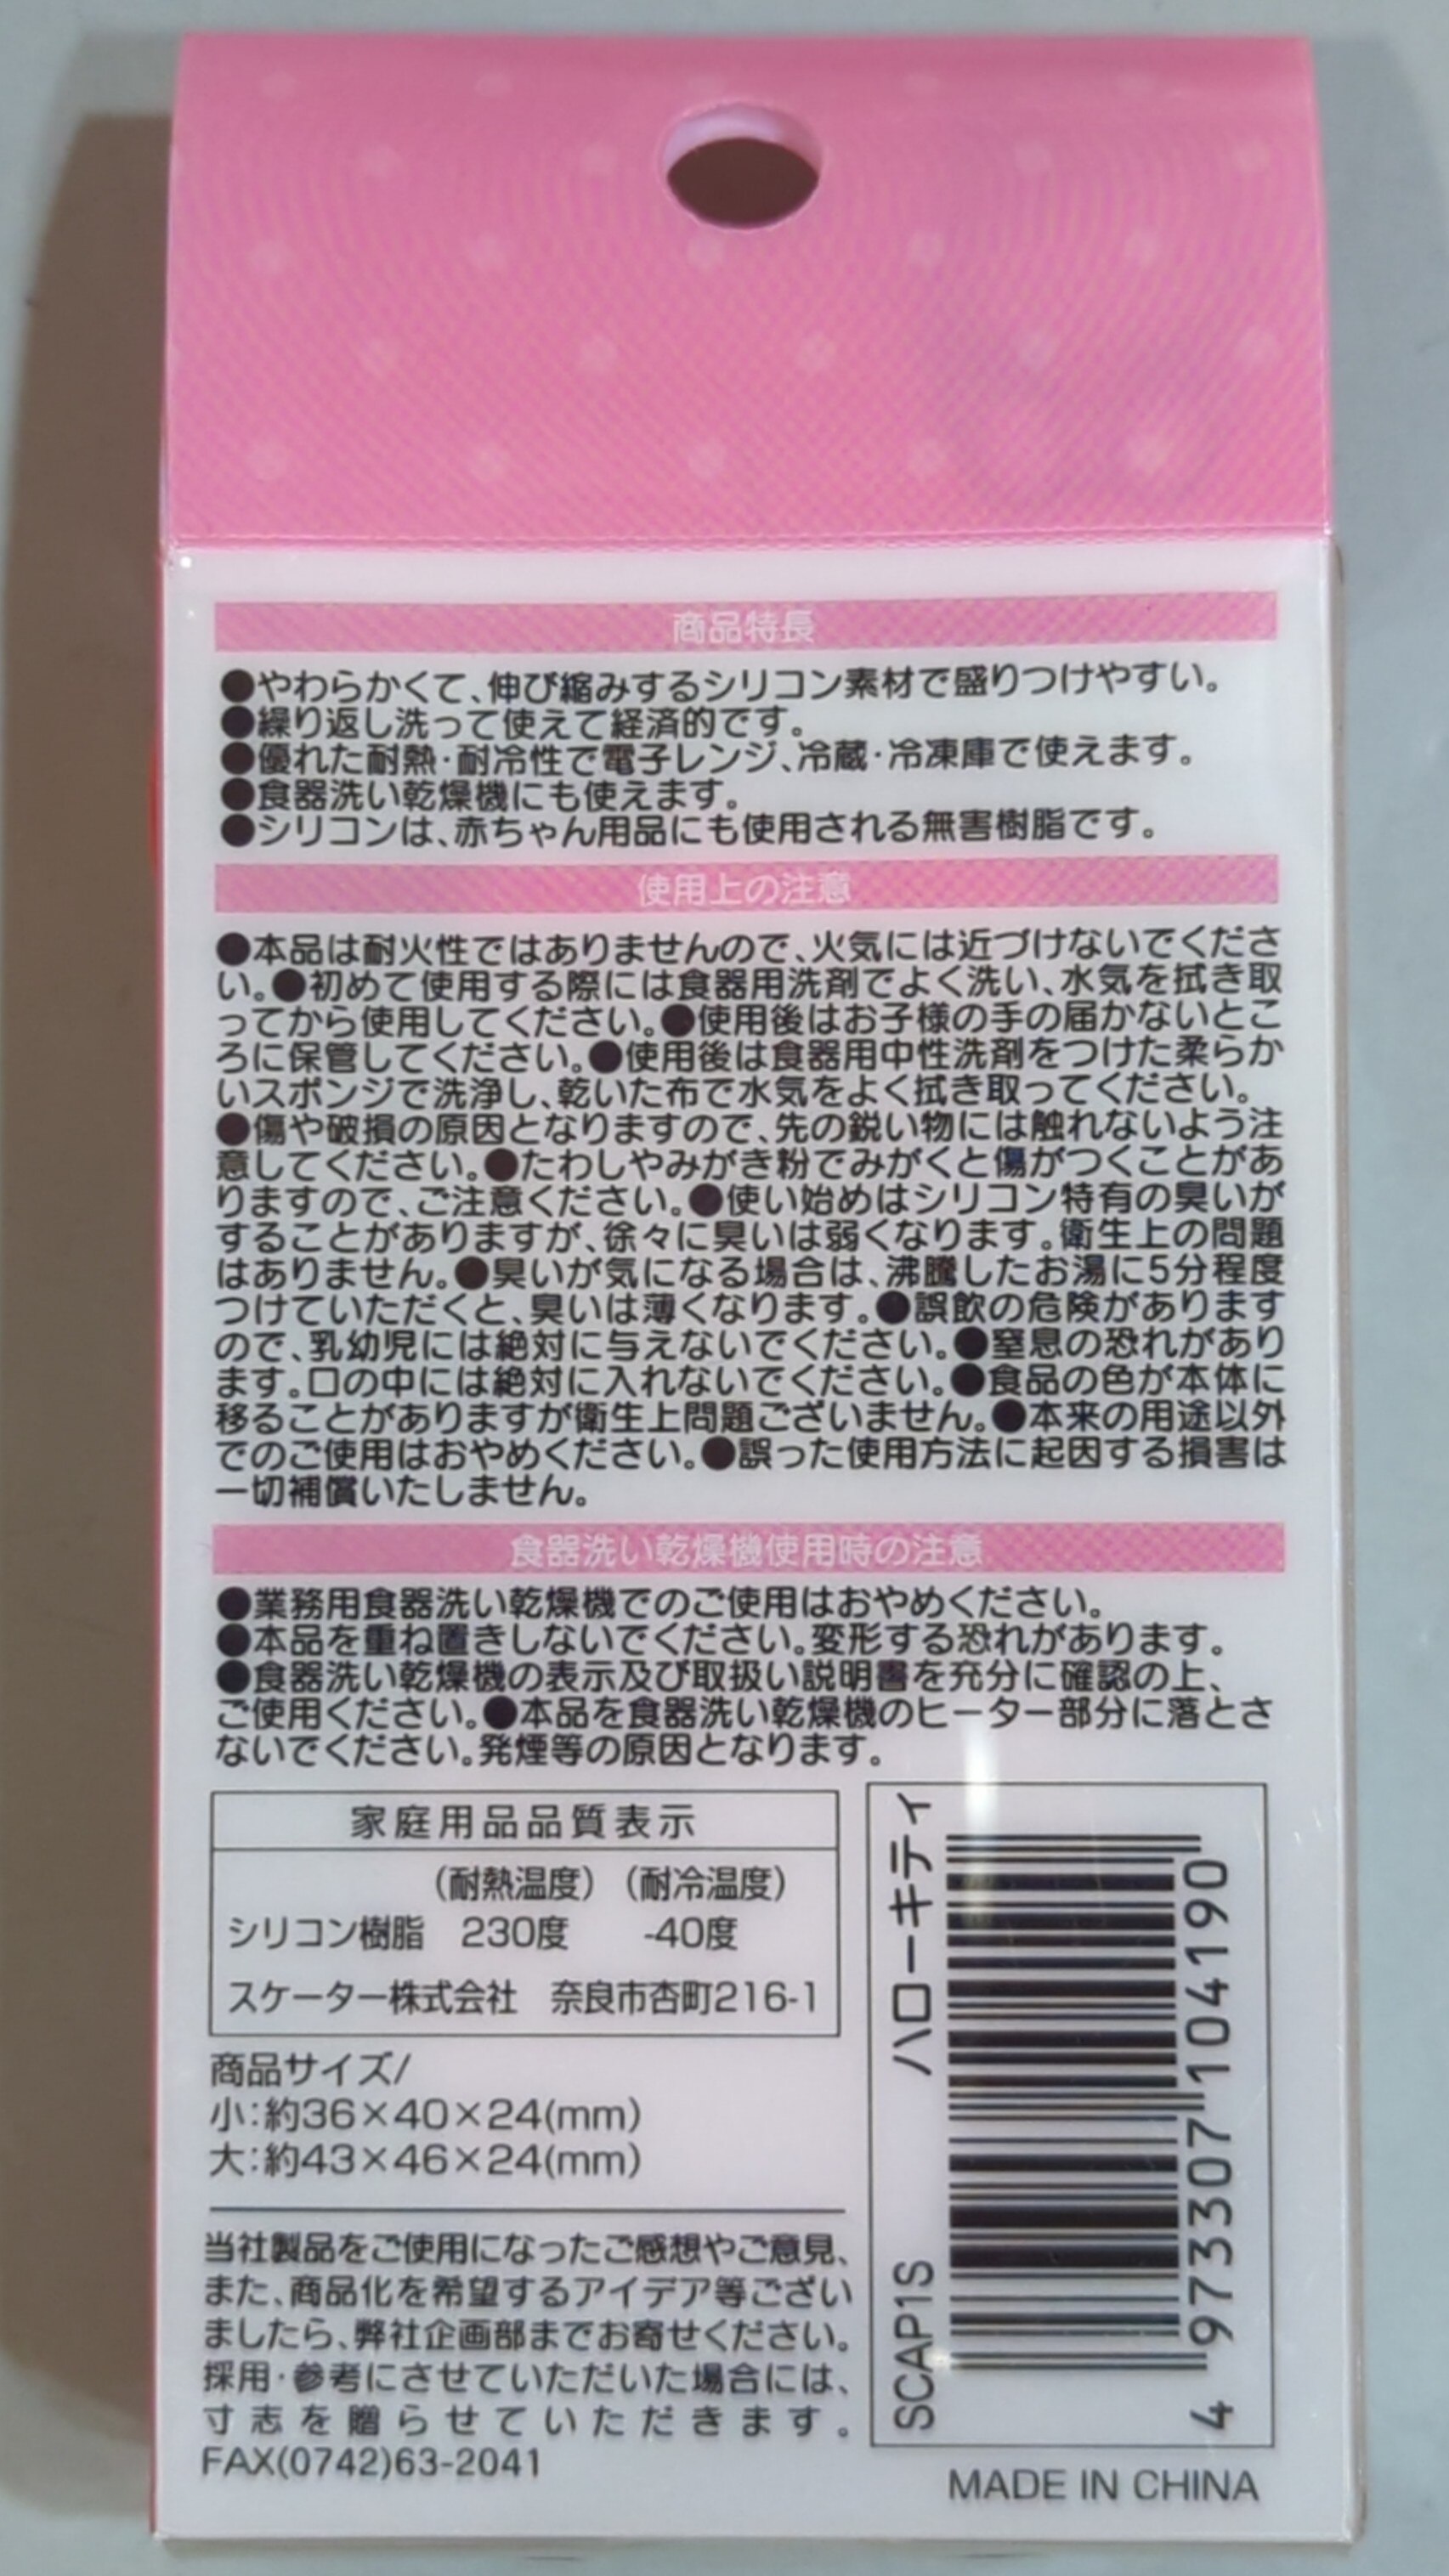 商品特長
●やわらかくて、伸び縮みするシリコン素材で盛りつけやすい。
●繰り返し洗って使えて経済的です。
●優れた耐熱・耐冷性で電子レンジ、冷蔵・冷凍庫で使えます。
●食器洗い乾燥機にも使えます。
●シリコンは、赤ちゃん用品にも使用される無害樹脂です。
使用上の注意
●本品は耐火性ではありませんので、火気には近づけないでくださ
い。●初めて使用する際には食器用洗剤でよく洗い、水気を拭き取
ってから使用してください。●使用後はお子様の手の届かないとこ
ろに保管してください。●使用後は食器用中性洗剤をつけた柔らか
いスポンジで洗浄し、乾いた布で水気をよく拭き取ってください。
●傷や破損の原因となりますので、先の鋭い物には触れないよう注
意してください。●たわしやみがき粉でみがくと傷がつくことがあ
りますので、ご注意ください。●使い始めはシリコン特有の臭いが
することがありますが、徐々に臭いは弱くなります。衛生上の問題
はありません。●臭いが気になる場合は、沸騰したお湯に5分程度
つけていただくと、臭いは薄くなります。●誤飲の危険があります
ので、乳幼児には絶対に与えないでください。●窒息の恐れがあり
ます。口の中には絶対に入れないでください。●食品の色が本体に
移ることがありますが衛生上問題ございません。●本来の用途以外
でのご使用はおやめください。●誤った使用方法に起因する損害は
一切補償いたしません。
食器洗い乾燥機使用時の注意
●業務用食器洗い乾燥機でのご使用はおやめください。
●本品を重ね置きしないでください。変形する恐れがあります。
●食器洗い乾燥機の表示及び取扱い説明書を充分に確認の上、
ご使用ください。●本品を食器洗い乾燥機のヒーター部分に落とさ
ないでください。発煙等の原因となります。
家庭用品品質表示
(耐熱温度) (耐冷温度)
シリコン樹脂 230度 -40度
スケーター株式会社 奈良市杏町216-1
商品サイズ/
小:約36×40×24(mm)
大:約43×46×24(mm)
当社製品をご使用になったご感想やご意見、
また、商品化を希望するアイデア等ござい
ましたら、弊社企画部までお寄せください。
採用・参考にさせていただいた場合には、
寸志を贈らせていただきます。
FAX(0742)63-2041
SCAP1S ハローキティ
4 973307 104190
MADE IN CHINA